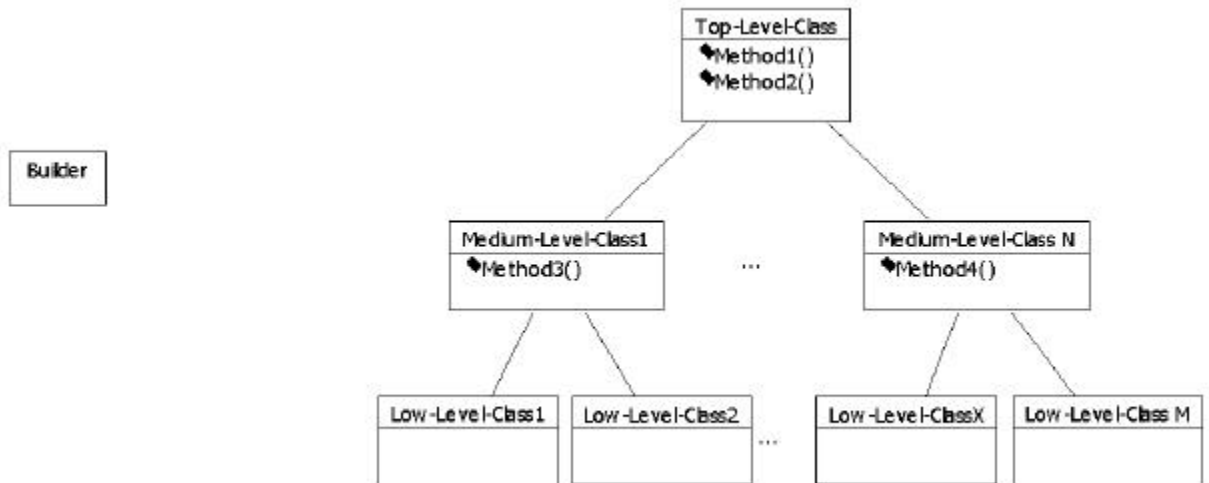 Top-Level-Class
Method1()
Method2()
Builder
Medium-Level-Class1
Method3()
...
Medium-Level-Class N
Method4()
Low-Level-Class1
Low-Level-Class2
...
Low-Level-ClassX
Low-Level-Class M